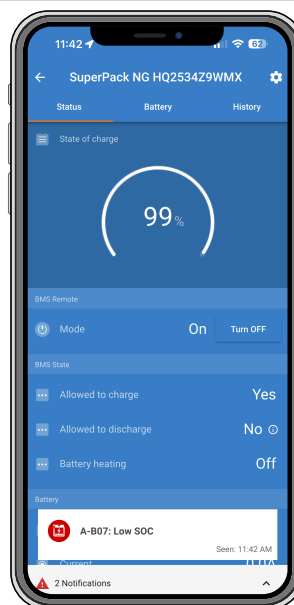 11:42
62
SuperPack NG HQ2534Z9WMX
Status Battery History
State of charge
99%
BMS Remote
Mode On Turn OFF
BMS State
Allowed to charge Yes
Allowed to discharge No
Battery heating Off
Battery
A-B07: Low SOC
Seen: 11:42 AM
Current 0.0A
2 Notifications